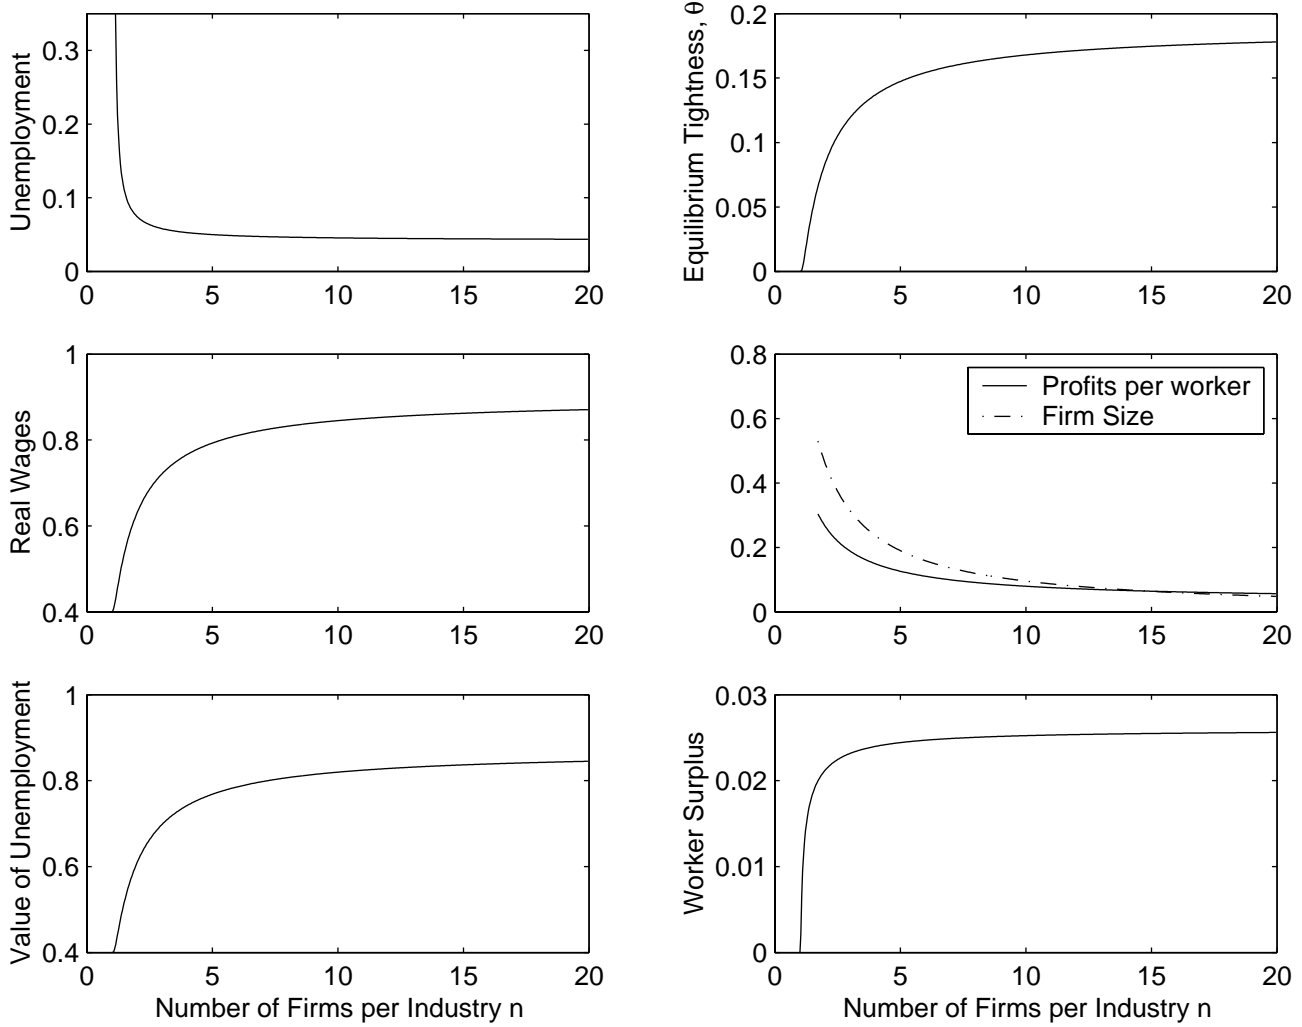 Unemployment
0.3
0.2
0.1
0
0 5 10 15 20
Equilibrium Tightness, θ
0.2
0.15
0.1
0.05
0
0 5 10 15 20
Real Wages
1
0.8
0.6
0.4
0 5 10 15 20
0.8
0.6
0.4
0.2
0
0 5 10 15 20
Profits per worker
Firm Size
Value of Unemployment
1
0.8
0.6
0.4
0 5 10 15 20
Number of Firms per Industry n
Worker Surplus
0.03
0.02
0.01
0
0 5 10 15 20
Number of Firms per Industry n